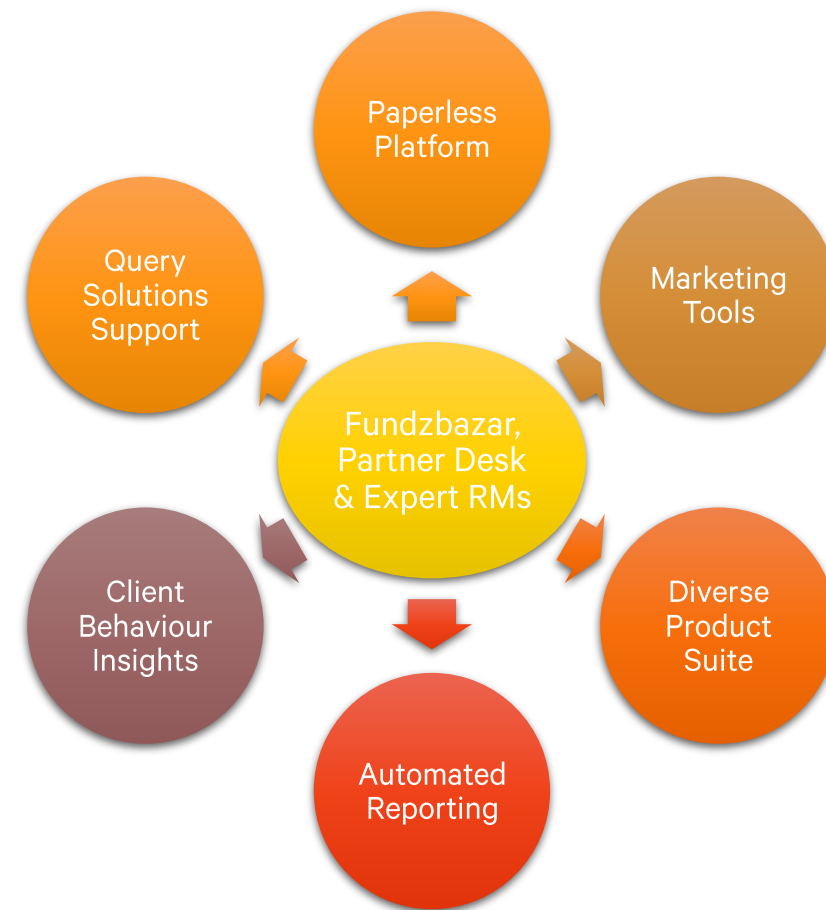 Paperless
Platform
Query
Solutions
Support
Marketing
Tools
Fundzbazar,
Partner Desk
& Expert RMs
Client
Behaviour
Insights
Diverse
Product
Suite
Automated
Reporting